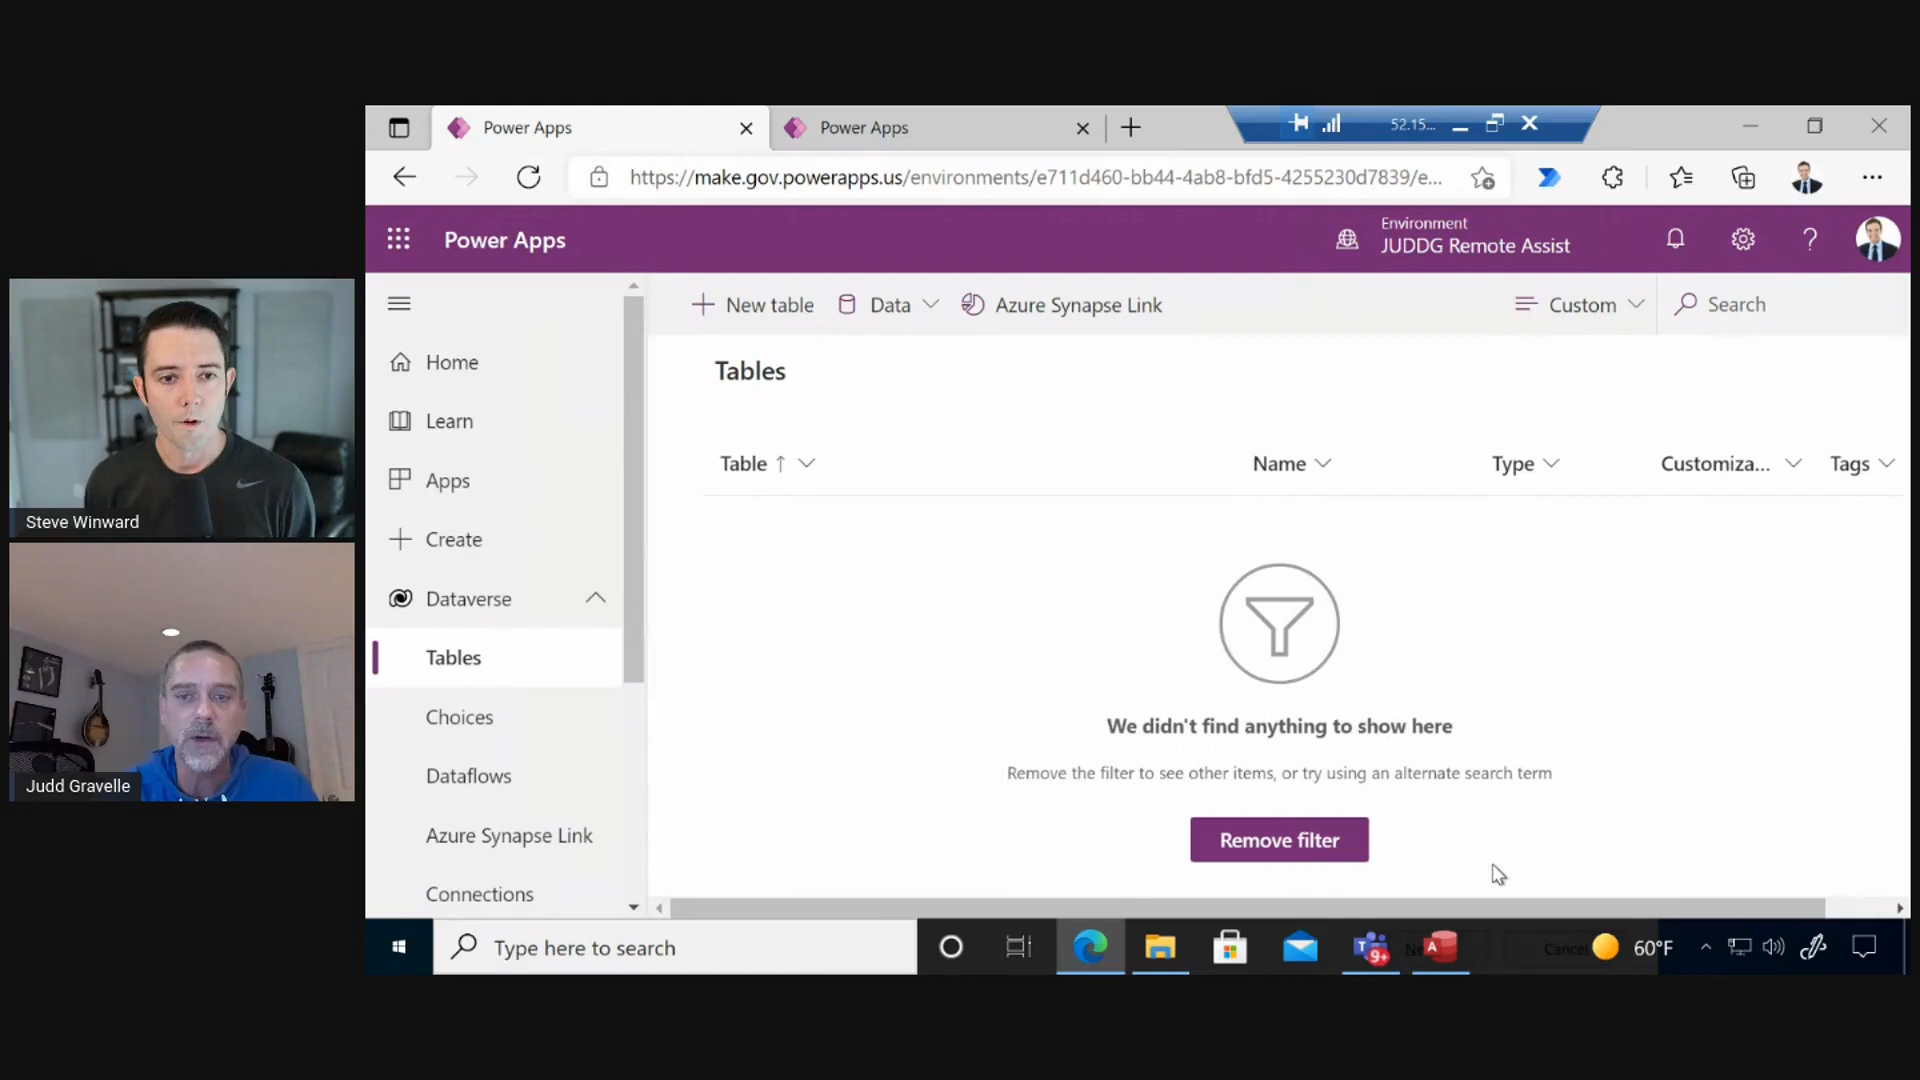 Power Apps
Power Apps
52.15...
https://make.gov.powerapps.us/environments/e711d460-bb44-4ab8-bfd5-4255230d7839/e...
Power Apps
Environment
JUDDG Remote Assist
New table
Data
Azure Synapse Link
Custom
Search
Home
Learn
Apps
Create
Dataverse
Tables
Choices
Dataflows
Azure Synapse Link
Connections
Tables
Table
Name
Type
Customiza...
Tags
We didn't find anything to show here
Remove the filter to see other items, or try using an alternate search term
Remove filter
Steve Winward
Judd Gravelle
Type here to search
9+
Cancel
60°F